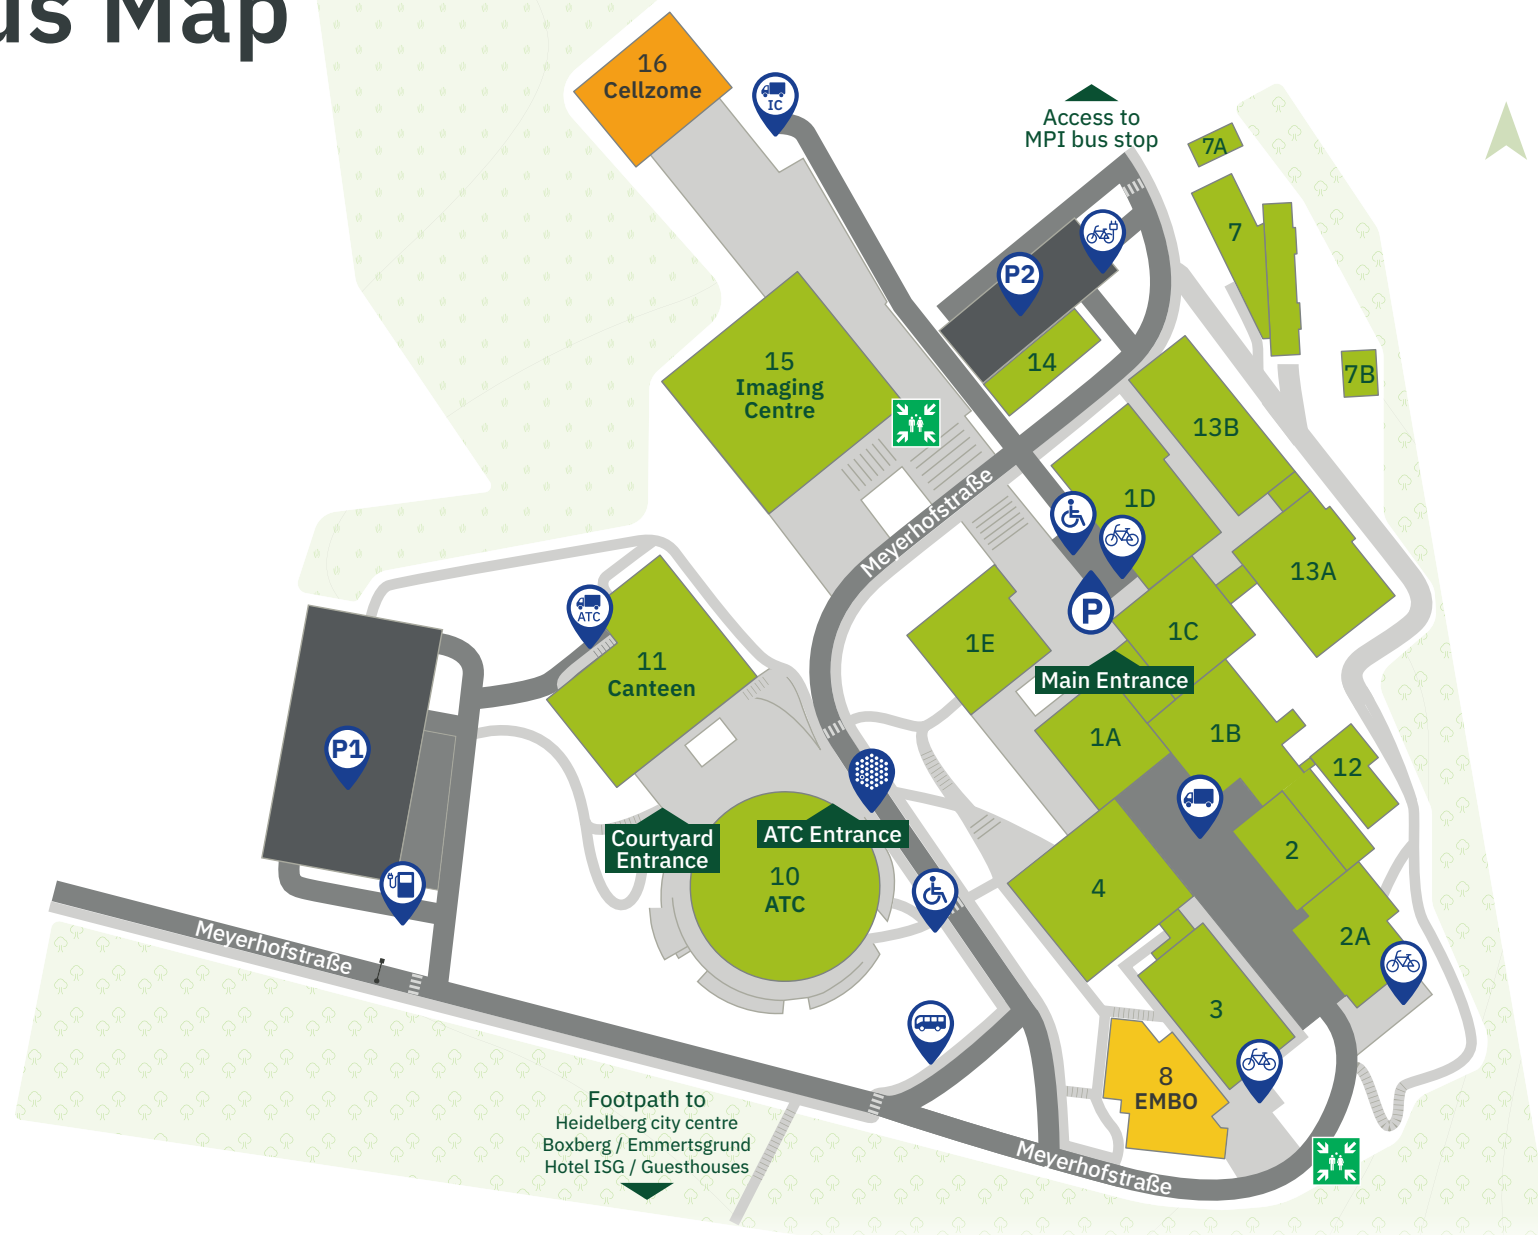 us Map
16
Cellzome
IC
Access to
MPI bus stop
7A
7
P2
15
Imaging
Centre
14
7B
13B
1D
Meyerhofstraße
13A
ATC
P
1C
1E
11
Canteen
Main Entrance
P1
1A
1B
12
Courtyard
Entrance
ATC Entrance
10
ATC
2
4
2A
Meyerhofstraße
3
8
EMBO
Footpath to
Heidelberg city centre
Boxberg / Emmertsgrund
Hotel ISG / Guesthouses
Meyerhofstraße